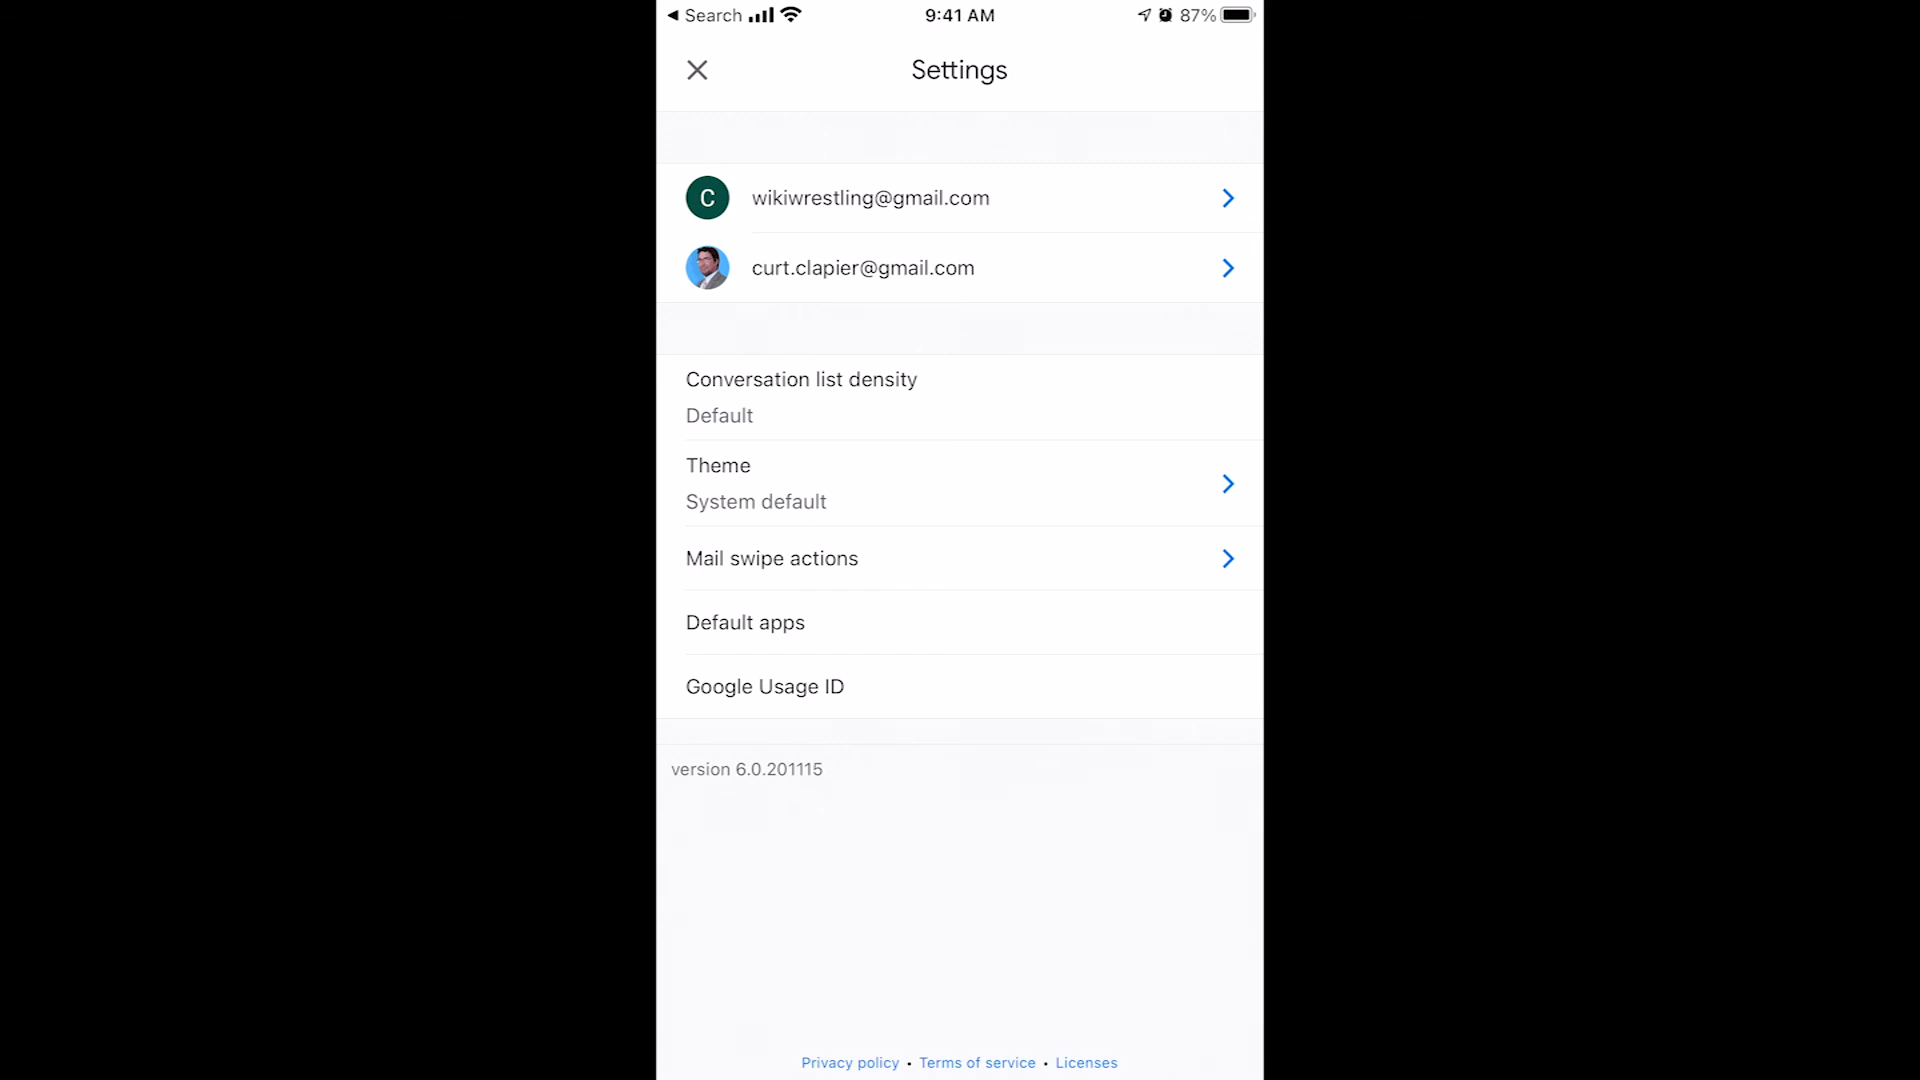 Search 9:41 AM 87%
Settings
C wikiwrestling@gmail.com
curt.clapier@gmail.com
Conversation list density
Default
Theme
System default
Mail swipe actions
Default apps
Google Usage ID
version 6.0.201115
Privacy policy • Terms of service • Licenses